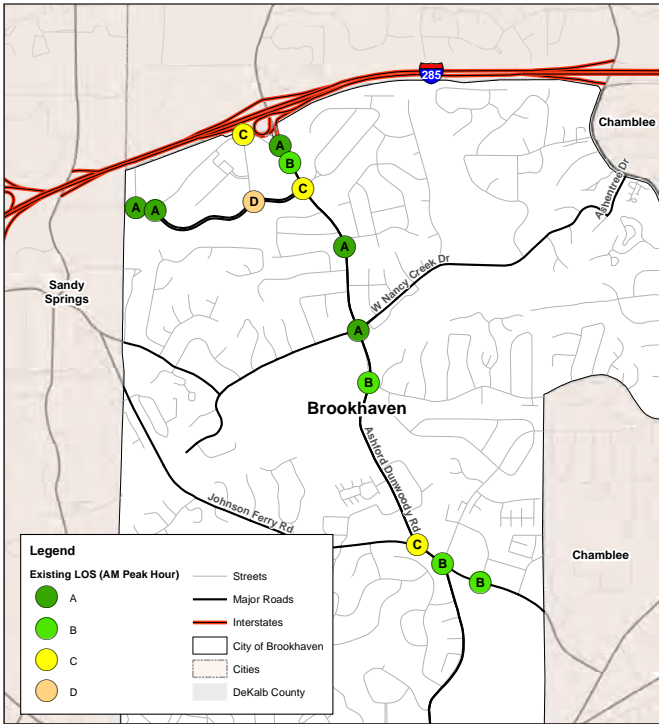 285
Chamblee
C
A
B
C
D
A
A
Ashentree Dr
A
W Nancy Creek Dr
Sandy
Springs
A
B
Brookhaven
Ashford Dunwoody Rd
Johnson Ferry Rd
C
B
B
Chamblee
Legend
Existing LOS (AM Peak Hour)
A
B
C
D
Streets
Major Roads
Interstates
City of Brookhaven
Cities
DeKalb County